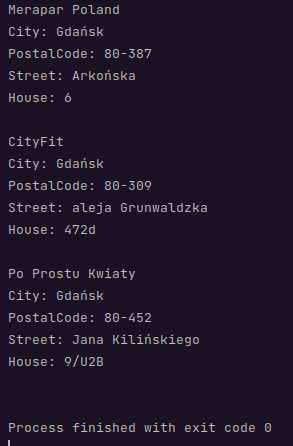 Merapar Poland
City: Gdańsk
PostalCode: 80-387
Street: Arkońska
House: 6
CityFit
City: Gdańsk
PostalCode: 80-309
Street: aleja Grunwaldzka
House: 472d
Po Prostu Kwiaty
City: Gdańsk
PostalCode: 80-452
Street: Jana Kilińskiego
House: 9/U2B
Process finished with exit code 0